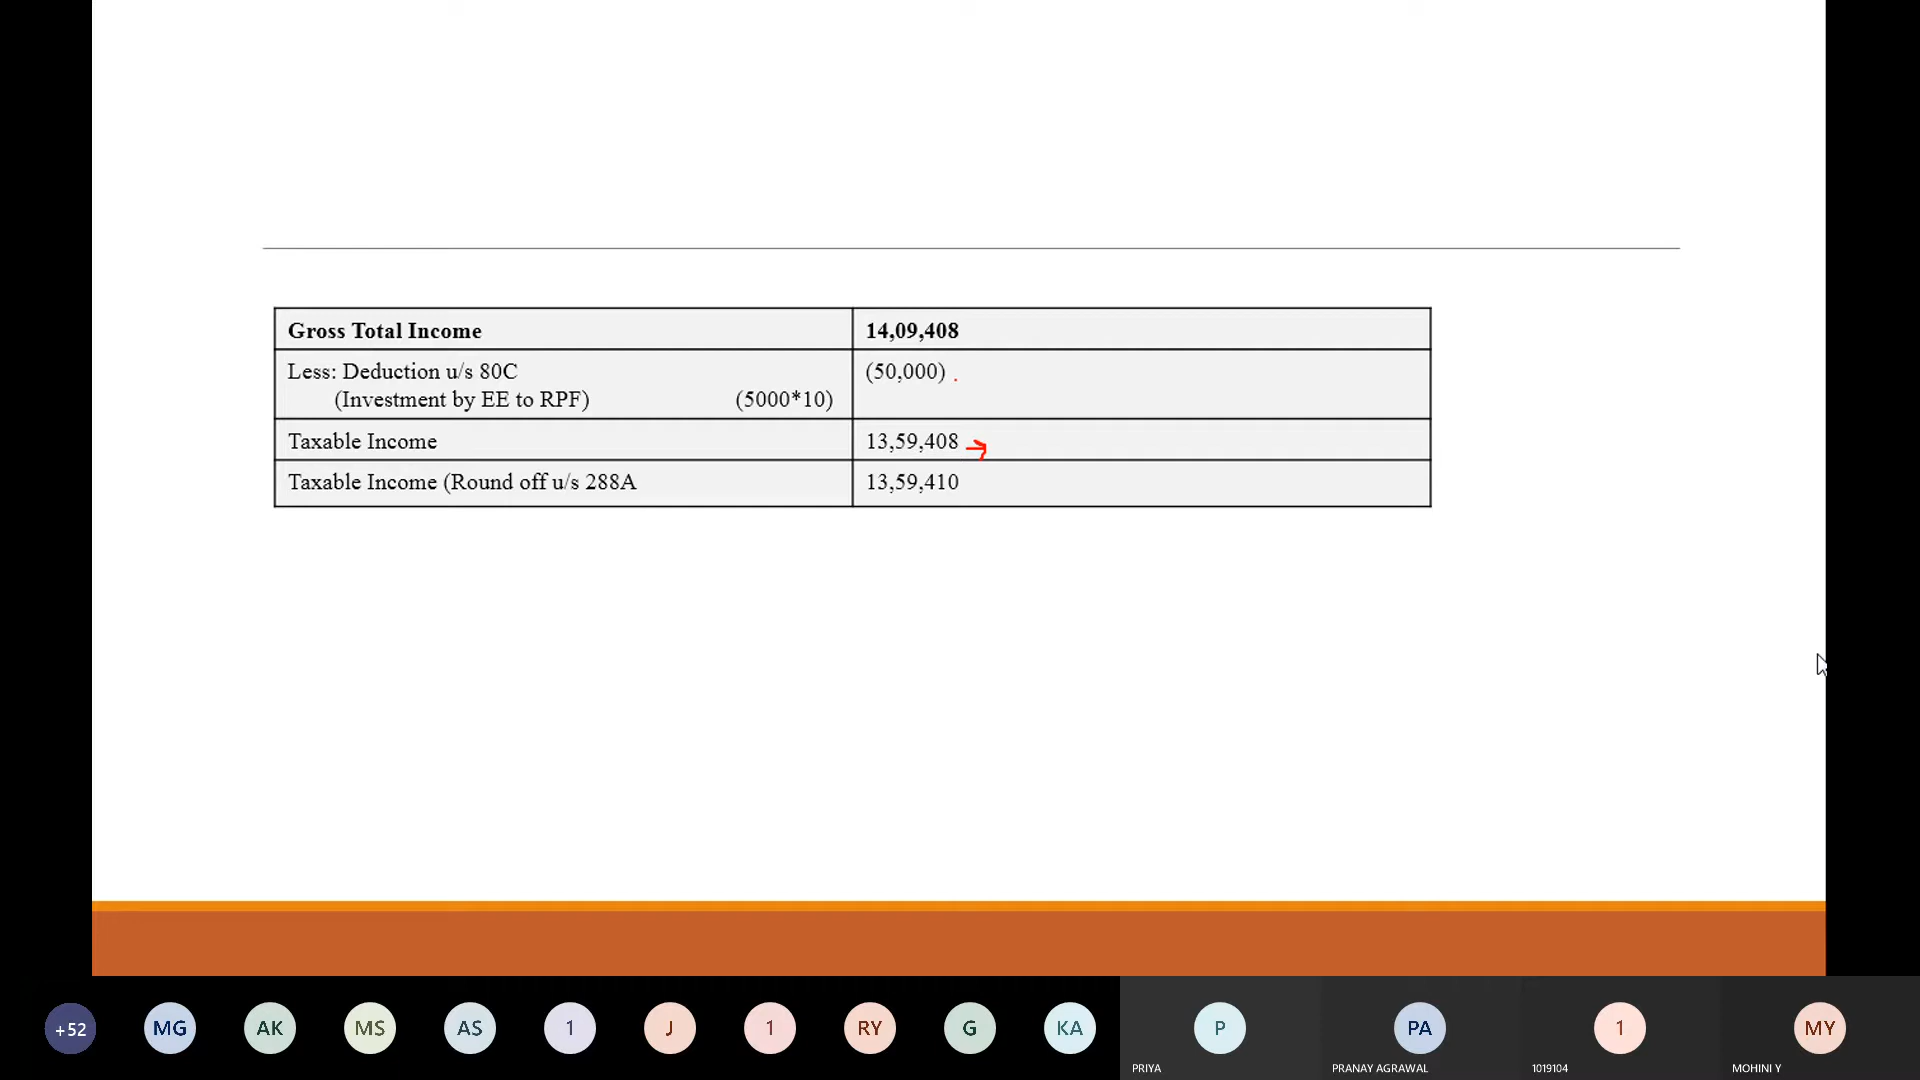 Gross Total Income 14,09,408
Less: Deduction u/s 80C (50,000)
(Investment by EE to RPF) (5000*10)
Taxable Income 13,59,408
Taxable Income (Round off u/s 288A 13,59,410
+52 MG AK MS AS 1 J 1 RY G KA P PA 1 MY
PRIYA PRANAY AGRAWAL 1019104 MOHINI Y